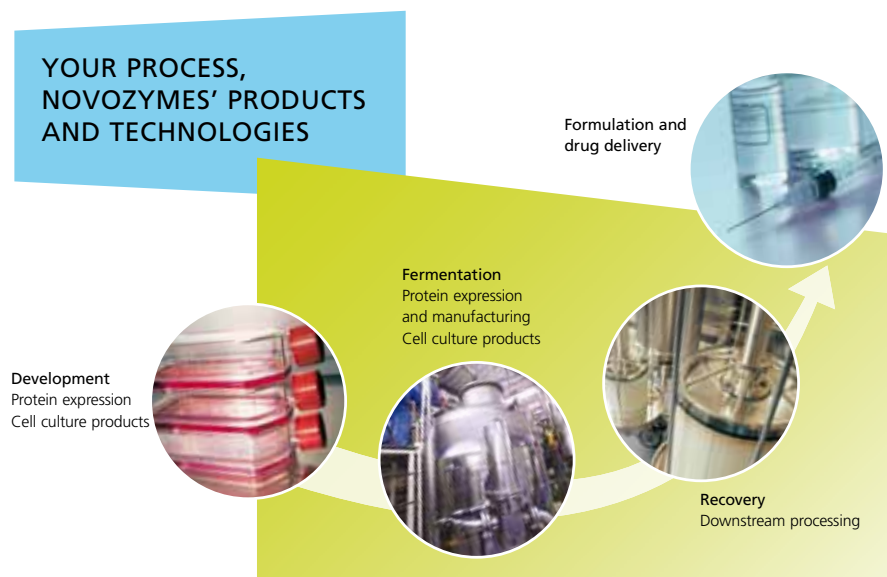 YOUR PROCESS,
NOVOZYMES’ PRODUCTS
AND TECHNOLOGIES
Formulation and
drug delivery
Fermentation
Protein expression
and manufacturing
Cell culture products
Development
Protein expression
Cell culture products
Recovery
Downstream processing